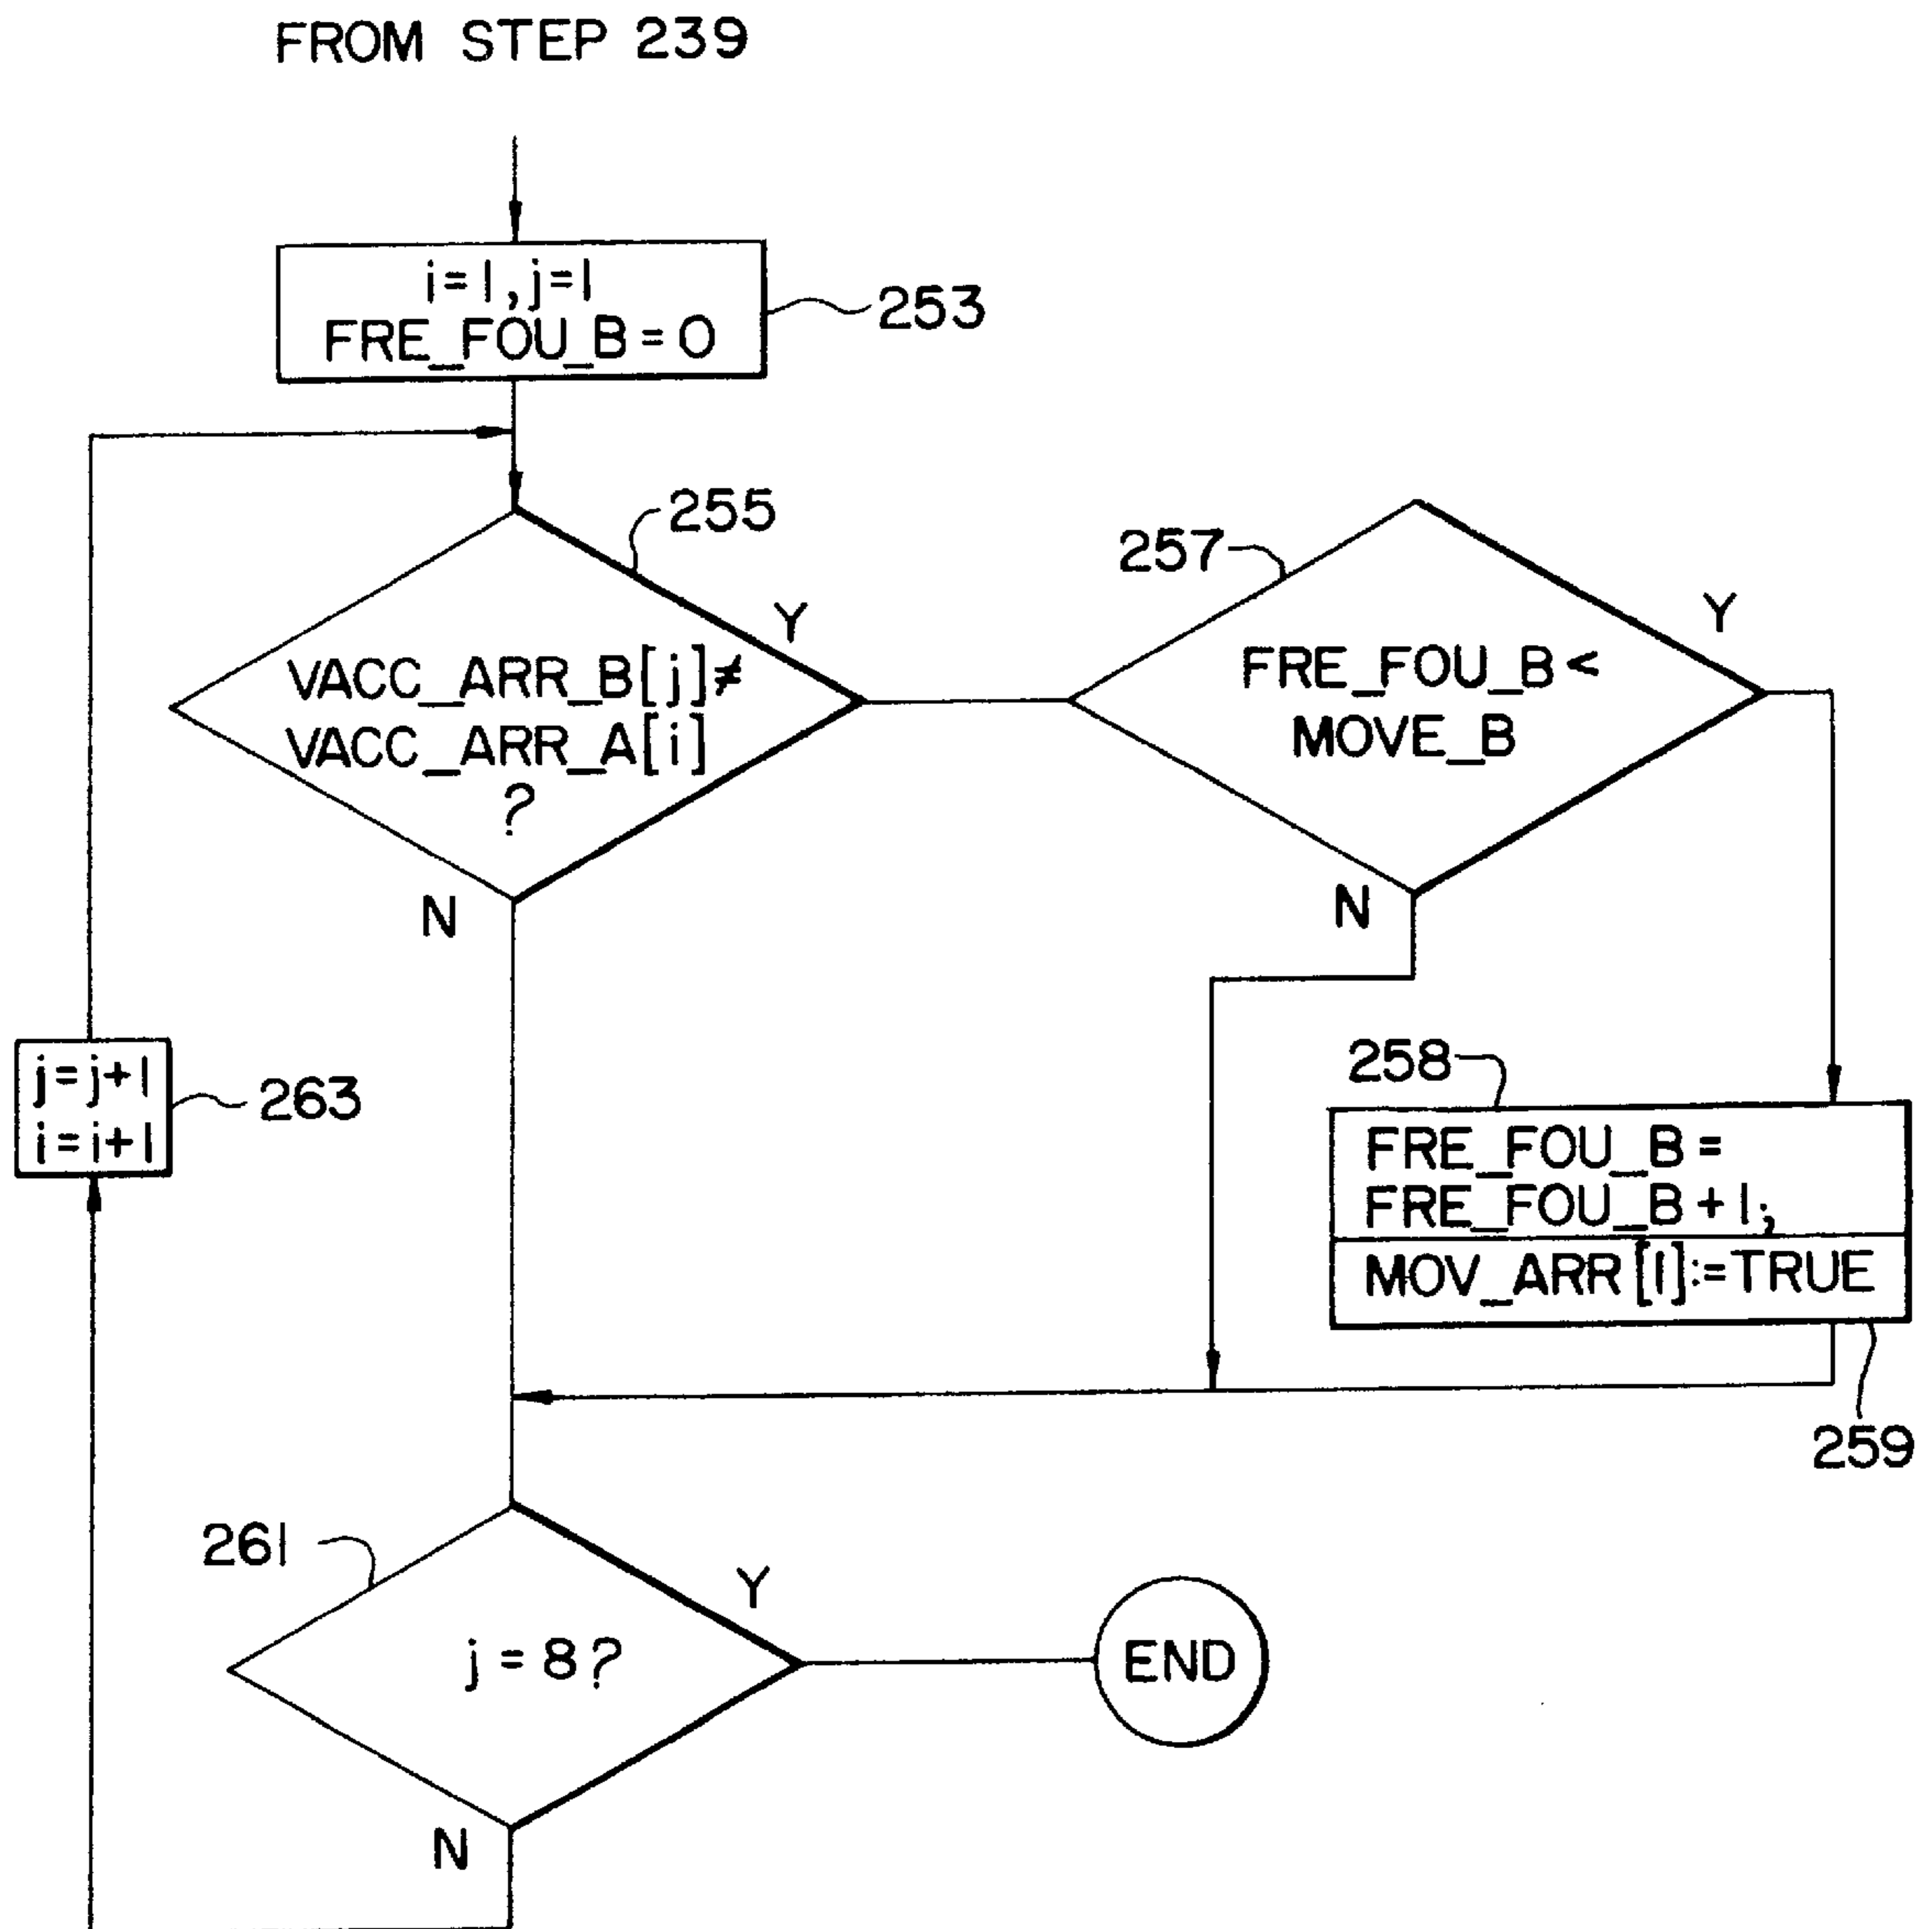 FROM STEP 239
i=1, j=1
FRE_FOU_B=0
253
255
Y
VACC_ARR_B[j]≠
VACC_ARR_A[i]
?
N
257
Y
FRE_FOU_B<
MOVE_B
N
j=j+1
i=i+1
263
258
FRE_FOU_B=
FRE_FOU_B+1;
MOV_ARR[I]:=TRUE
259
261
Y
j=8?
END
N